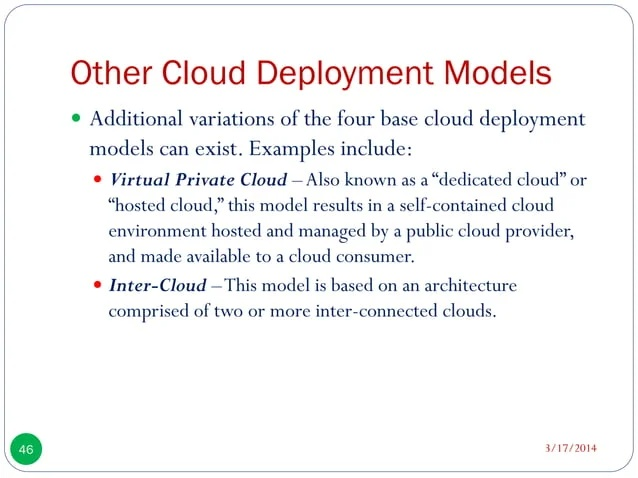 Other Cloud Deployment Models
Additional variations of the four base cloud deployment
models can exist. Examples include:
Virtual Private Cloud – Also known as a “dedicated cloud” or
“hosted cloud,” this model results in a self-contained cloud
environment hosted and managed by a public cloud provider,
and made available to a cloud consumer.
Inter-Cloud – This model is based on an architecture
comprised of two or more inter-connected clouds.
46
3/17/2014